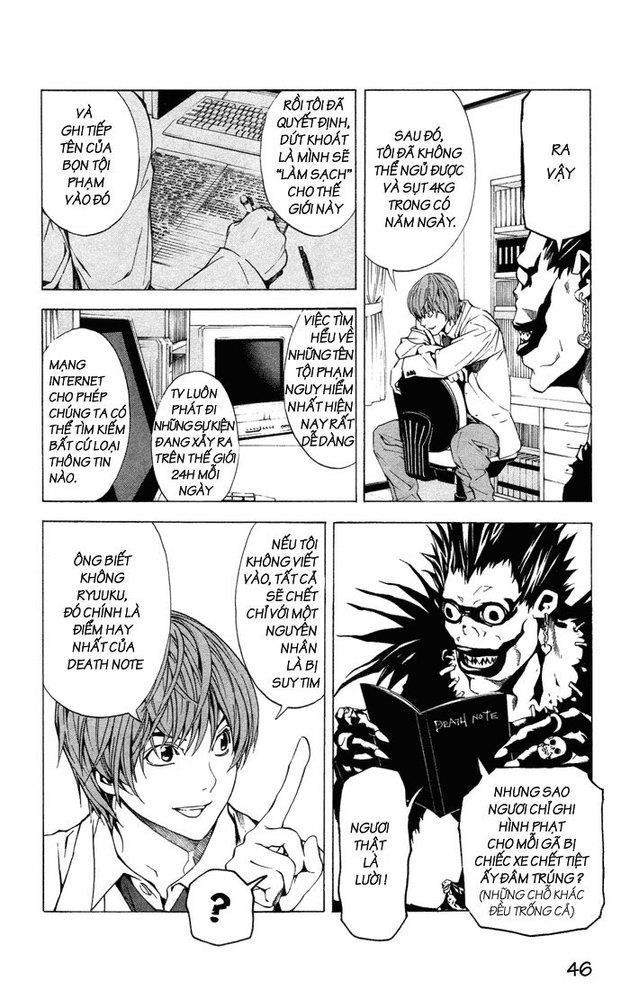 RA
VẬY
SAU ĐÓ,
TÔI ĐÃ KHÔNG
THỂ NGỦ ĐƯỢC
VÀ SỤT 4KG
TRONG CÓ
NĂM NGÀY.
RỒI TÔI ĐÃ
QUYẾT ĐỊNH,
DỨT KHOÁT
LÀ MÌNH SẼ
"LÀM SẠCH"
CHO THẾ
GIỚI NÀY
VÀ
GHI TIẾP
TÊN CỦA
BỌN TỘI
PHẠM
VÀO ĐÓ
VIỆC TÌM
HIỂU VỀ
NHỮNG TÊN
TỘI PHẠM
NGUY HIỂM
NHẤT HIỆN
NAY RẤT
DỄ DÀNG
TV LUÔN
PHÁT ĐI
NHỮNG SỰ KIỆN
ĐANG XẢY RA
TRÊN THẾ GIỚI
24H MỖI
NGÀY
MẠNG
INTERNET
CHO PHÉP
CHÚNG TA CÓ
THỂ TÌM KIẾM
BẤT CỨ LOẠI
THÔNG TIN
NÀO.
DEATH NOTE
NHƯNG SAO
NGƯƠI CHỈ GHI
HÌNH PHẠT
CHO MỖI GÃ BỊ
CHIẾC XE CHẾT TIỆT
ẤY ĐÂM TRÚNG?
(NHỮNG CHỖ KHÁC
ĐỀU TRỐNG CẢ)
NGƯƠI
THẬT
LÀ
LƯỜI!
NẾU TÔI
KHÔNG VIẾT
VÀO, TẤT CẢ
SẼ CHẾT
CHỈ VỚI MỘT
NGUYÊN
NHÂN
LÀ BỊ
SUY TIM
ÔNG BIẾT
KHÔNG
RYUUKU,
ĐÓ CHÍNH LÀ
ĐIỂM HAY
NHẤT CỦA
DEATH NOTE
?
46